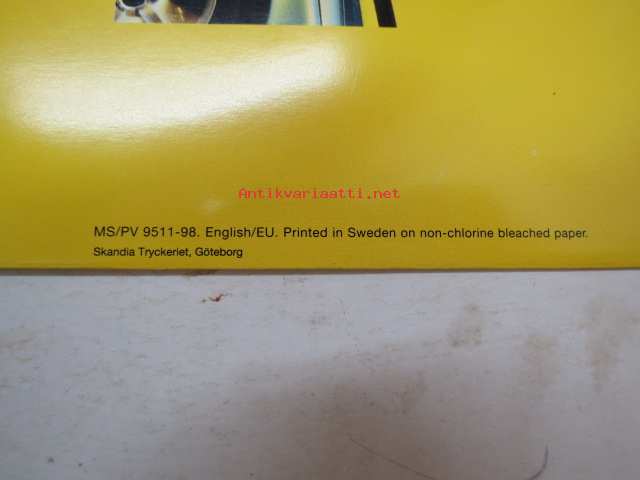 Antikvariaatti.net
MS/PV 9511-98. English/EU. Printed in Sweden on non-chlorine bleached paper.
Skandia Tryckeriet, Göteborg